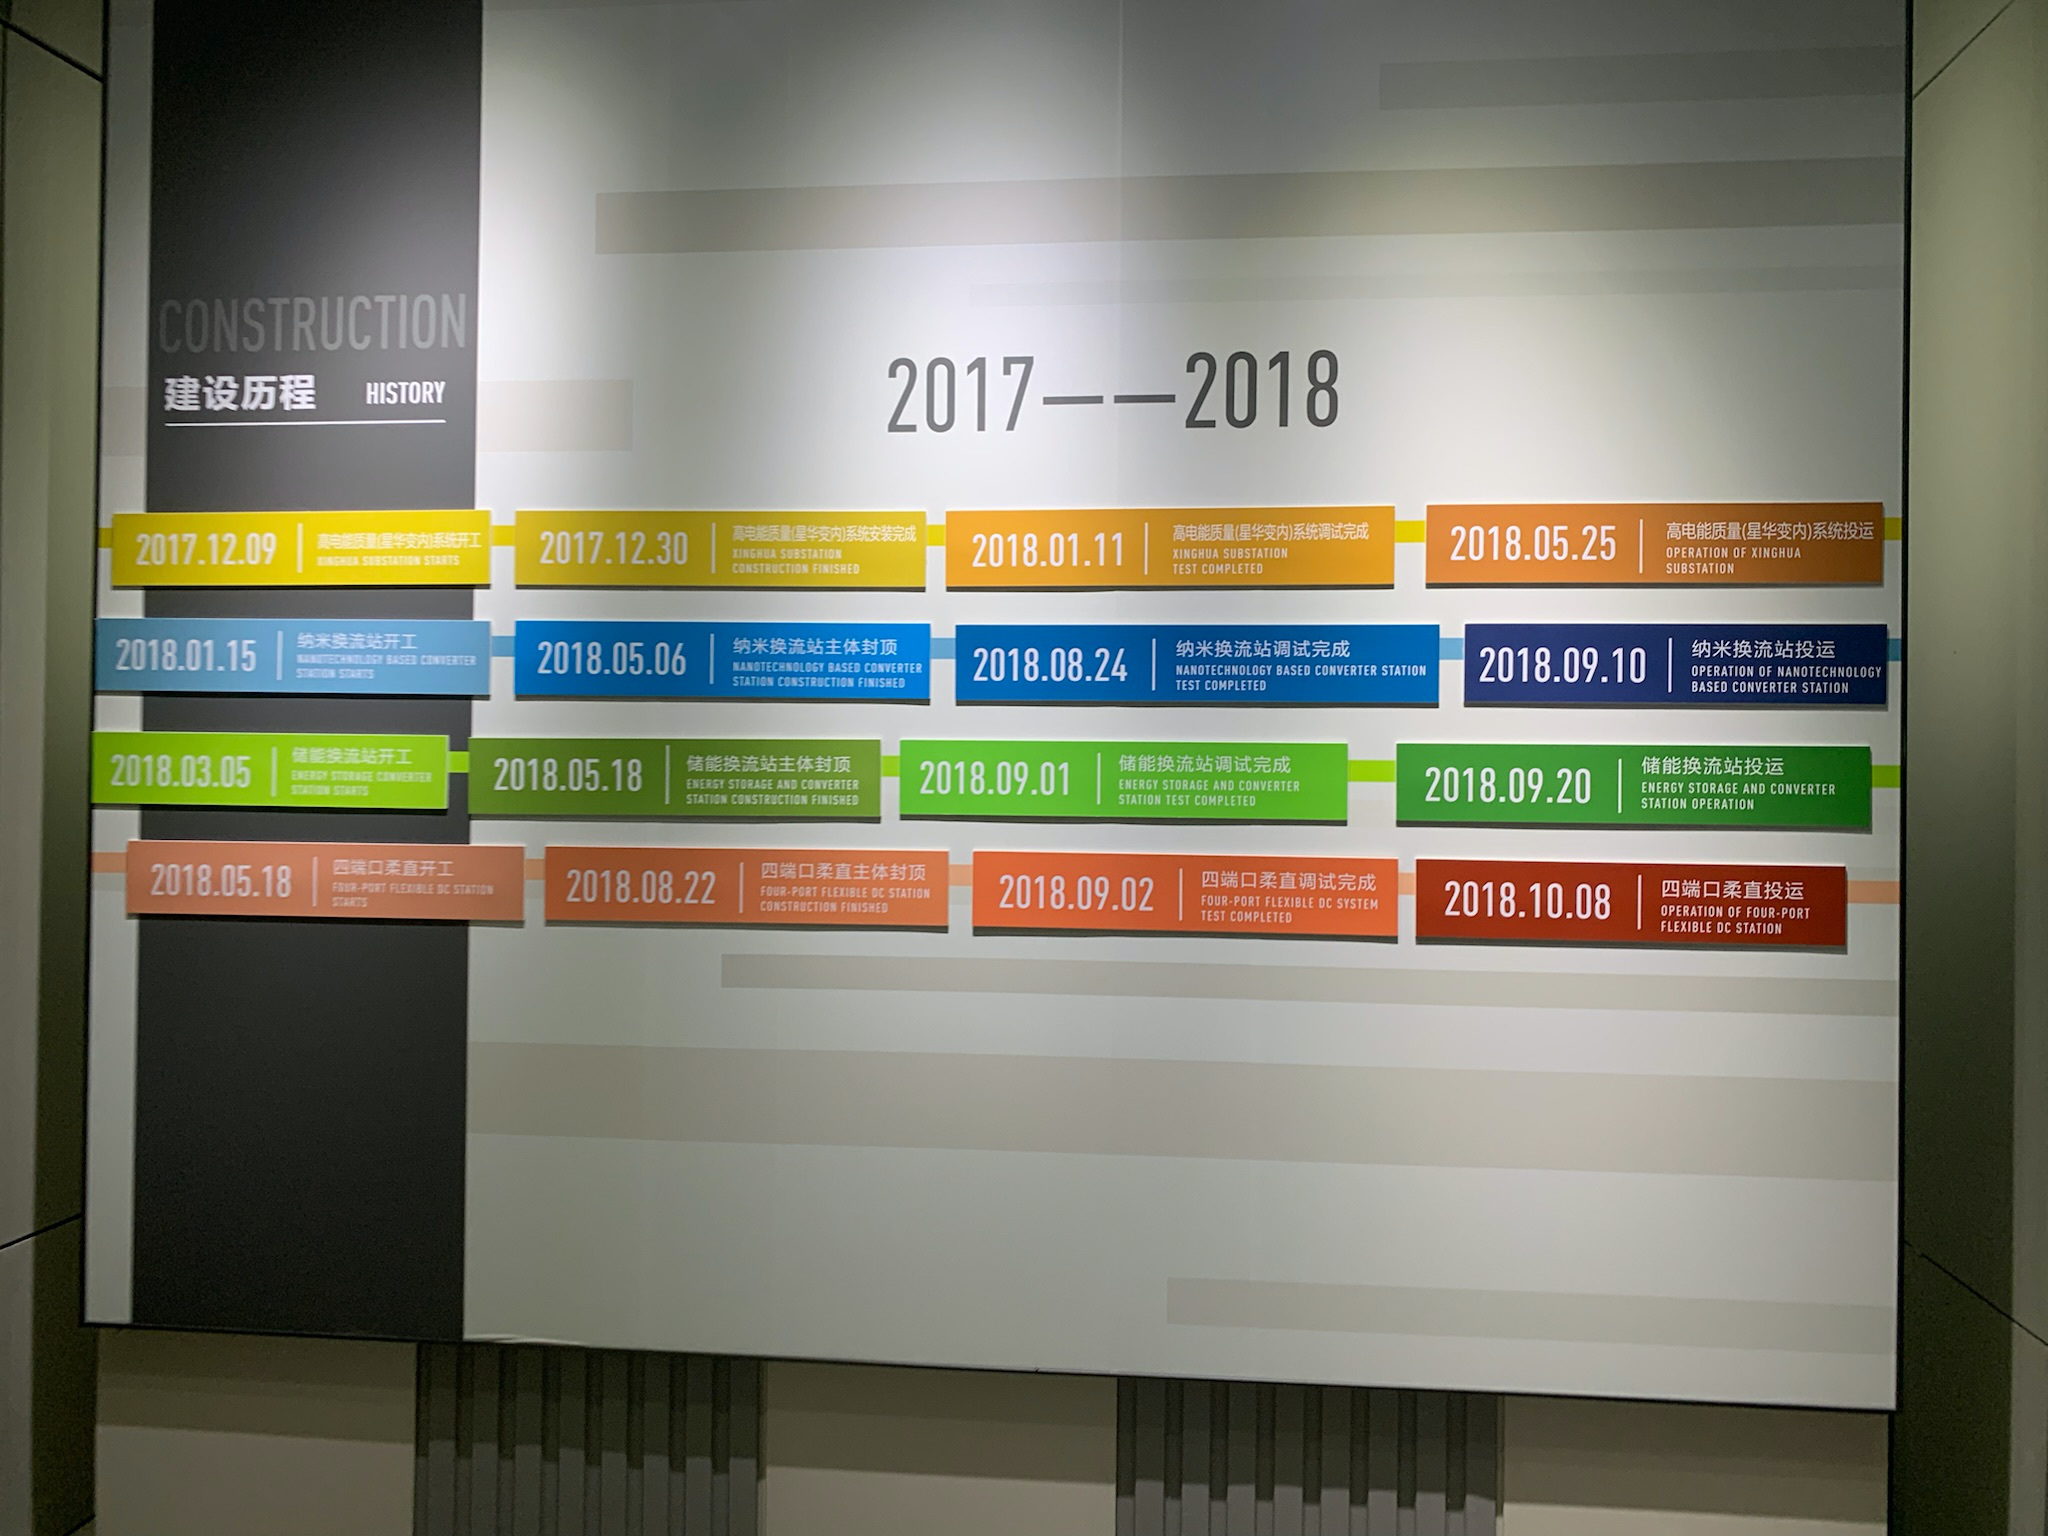 CONSTRUCTION
建设历程 HISTORY
2017——2018
2017.12.09
高电能质量(星华变内)系统开工
XINGHUA SUBSTATION STARTS
2017.12.30
高电能质量(星华变内)系统安装完成
XINGHUA SUBSTATION
CONSTRUCTION FINISHED
2018.01.11
高电能质量(星华变内)系统调试完成
XINGHUA SUBSTATION
TEST COMPLETED
2018.05.25
高电能质量(星华变内)系统投运
OPERATION OF XINGHUA
SUBSTATION
2018.01.15
纳米换流站开工
NANOTECHNOLOGY BASED CONVERTER
STATION STARTS
2018.05.06
纳米换流站主体封顶
NANOTECHNOLOGY BASED CONVERTER
STATION CONSTRUCTION FINISHED
2018.08.24
纳米换流站调试完成
NANOTECHNOLOGY BASED CONVERTER STATION
TEST COMPLETED
2018.09.10
纳米换流站投运
OPERATION OF NANOTECHNOLOGY
BASED CONVERTER STATION
2018.03.05
储能换流站开工
ENERGY STORAGE CONVERTER
STATION STARTS
2018.05.18
储能换流站主体封顶
ENERGY STORAGE AND CONVERTER
STATION CONSTRUCTION FINISHED
2018.09.01
储能换流站调试完成
ENERGY STORAGE AND CONVERTER
STATION TEST COMPLETED
2018.09.20
储能换流站投运
ENERGY STORAGE AND CONVERTER
STATION OPERATION
2018.05.18
四端口柔直开工
FOUR-PORT FLEXIBLE DC STATION
STARTS
2018.08.22
四端口柔直主体封顶
FOUR-PORT FLEXIBLE DC STATION
CONSTRUCTION FINISHED
2018.09.02
四端口柔直调试完成
FOUR-PORT FLEXIBLE DC SYSTEM
TEST COMPLETED
2018.10.08
四端口柔直投运
OPERATION OF FOUR-PORT
FLEXIBLE DC STATION